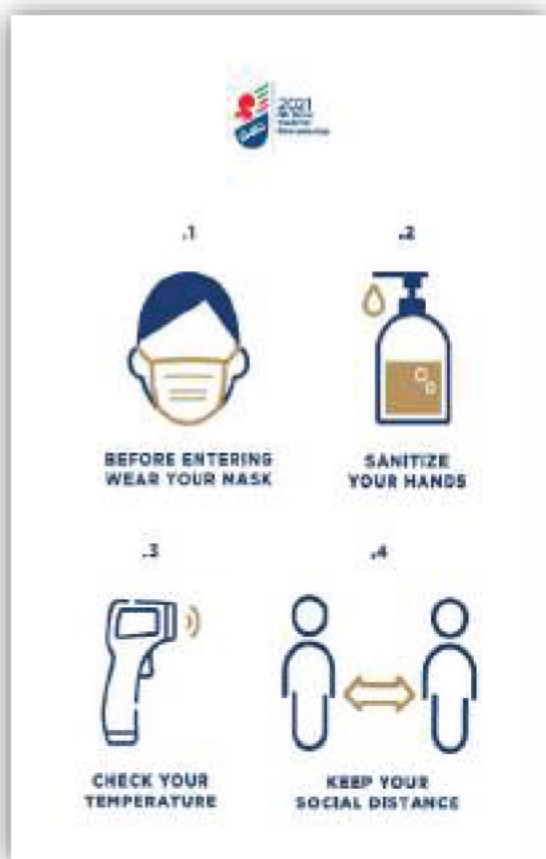 2021
.1
.2
BEFORE ENTERING
WEAR YOUR MASK
SANITIZE
YOUR HANDS
.3
.4
CHECK YOUR
TEMPERATURE
KEEP YOUR
SOCIAL DISTANCE